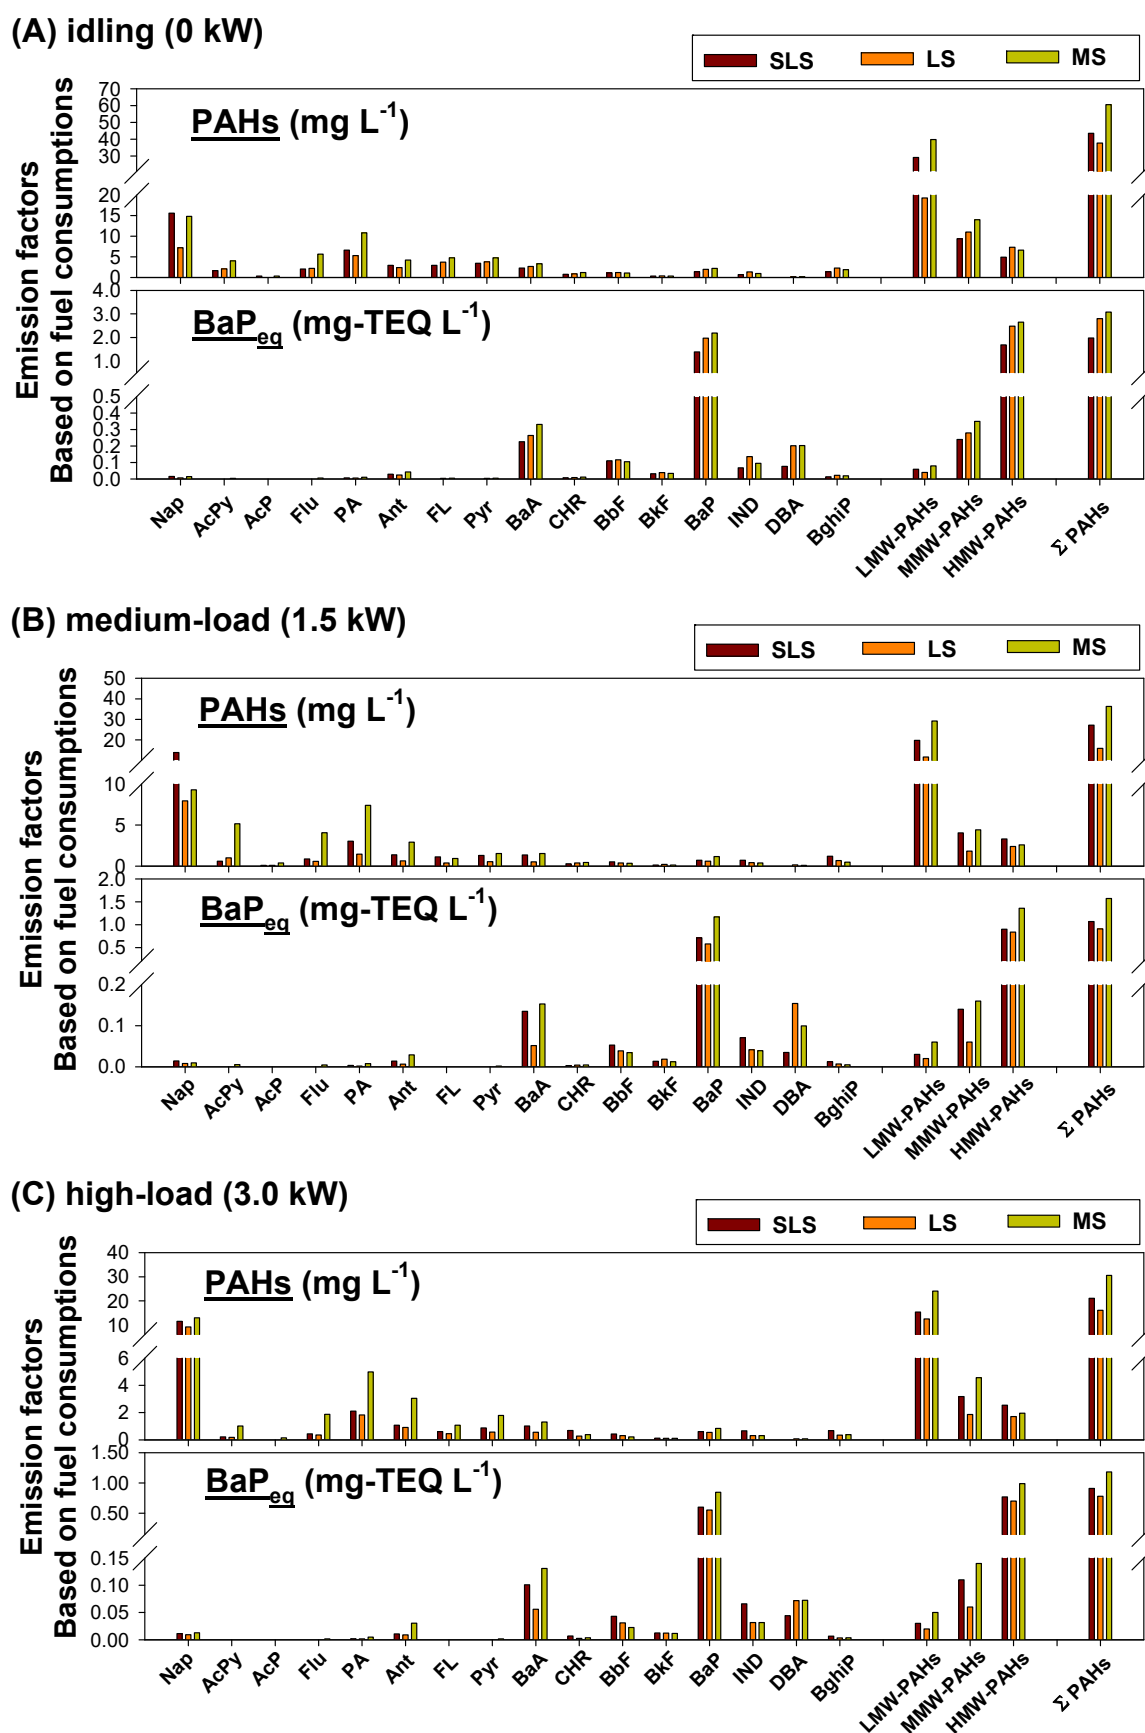 (A) idling (0 kW)
SLS LS MS
Emission factors
Based on fuel consumptions
PAHs (mg L-1)
70
60
50
40
30
20
15
10
5
0
BaPeq (mg-TEQ L-1)
4.0
3.0
2.0
1.0
0.5
0.4
0.3
0.2
0.1
0.0
Nap AcPy AcP Flu PA Ant FL Pyr BaA CHR BbF BkF BaP IND DBA BghiP LMW-PAHs MMW-PAHs HMW-PAHs Σ PAHs
(B) medium-load (1.5 kW)
SLS LS MS
Emission factors
Based on fuel consumptions
PAHs (mg L-1)
50
40
30
20
10
5
0
BaPeq (mg-TEQ L-1)
2.0
1.5
1.0
0.5
0.2
0.1
0.0
Nap AcPy AcP Flu PA Ant FL Pyr BaA CHR BbF BkF BaP IND DBA BghiP LMW-PAHs MMW-PAHs HMW-PAHs Σ PAHs
(C) high-load (3.0 kW)
SLS LS MS
Emission factors
Based on fuel consumptions
PAHs (mg L-1)
40
30
20
10
6
4
2
0
BaPeq (mg-TEQ L-1)
1.50
1.00
0.50
0.15
0.10
0.05
0.00
Nap AcPy AcP Flu PA Ant FL Pyr BaA CHR BbF BkF BaP IND DBA BghiP LMW-PAHs MMW-PAHs HMW-PAHs Σ PAHs